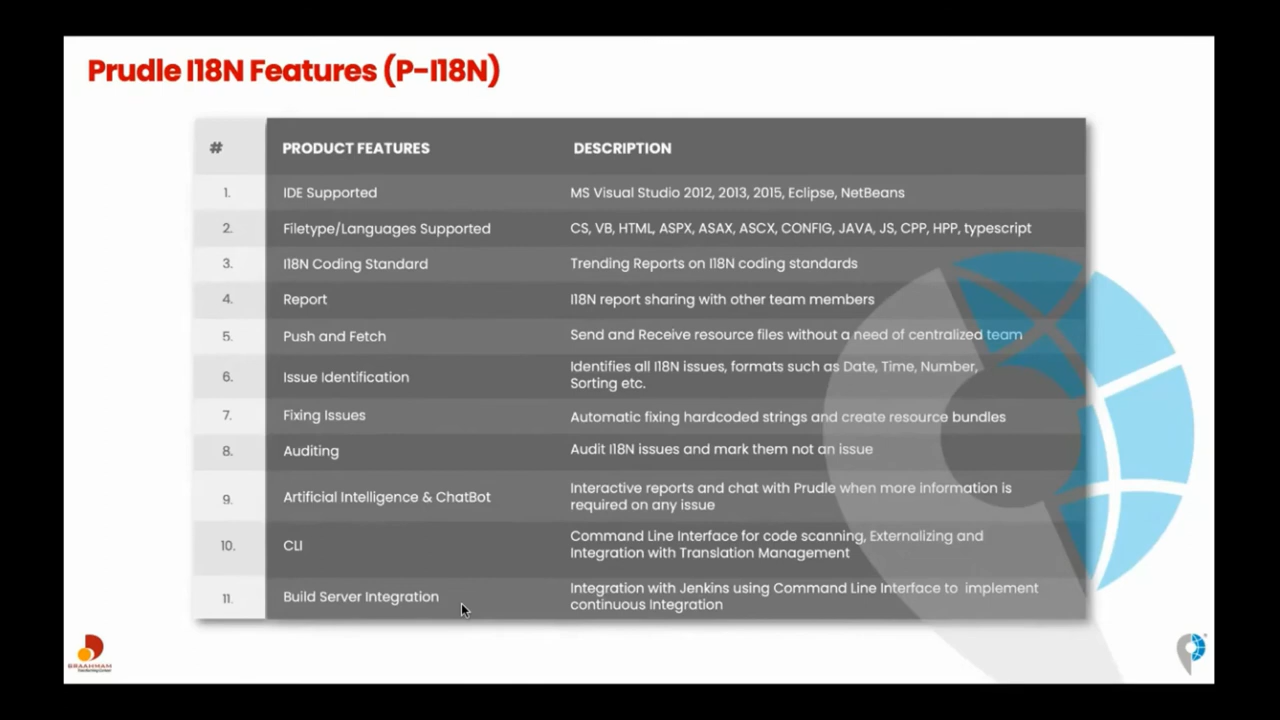 Prudle I18N Features (P-I18N)
# PRODUCT FEATURES DESCRIPTION
1. IDE Supported MS Visual Studio 2012, 2013, 2015, Eclipse, NetBeans
2. Filetype/Languages Supported CS, VB, HTML, ASPX, ASAX, ASCX, CONFIG, JAVA, JS, CPP, HPP, typescript
3. I18N Coding Standard Trending Reports on I18N coding standards
4. Report I18N report sharing with other team members
5. Push and Fetch Send and Receive resource files without a need of centralized team
6. Issue Identification Identifies all I18N issues, formats such as Date, Time, Number,
Sorting etc.
7. Fixing Issues Automatic fixing hardcoded strings and create resource bundles
8. Auditing Audit I18N issues and mark them not an issue
9. Artificial Intelligence & ChatBot Interactive reports and chat with Prudle when more information is
required on any issue
10. CLI Command Line Interface for code scanning, Externalizing and
Integration with Translation Management
11. Build Server Integration Integration with Jenkins using Command Line Interface to implement
continuous Integration
BRAAHMAM